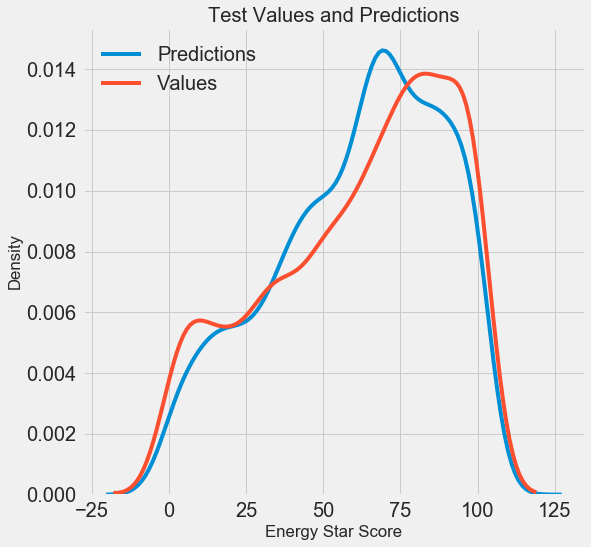 Test Values and Predictions
Predictions
Values
0.014
0.012
0.010
0.008
0.006
0.004
0.002
0.000
Density
−25 0 25 50 75 100 125
Energy Star Score